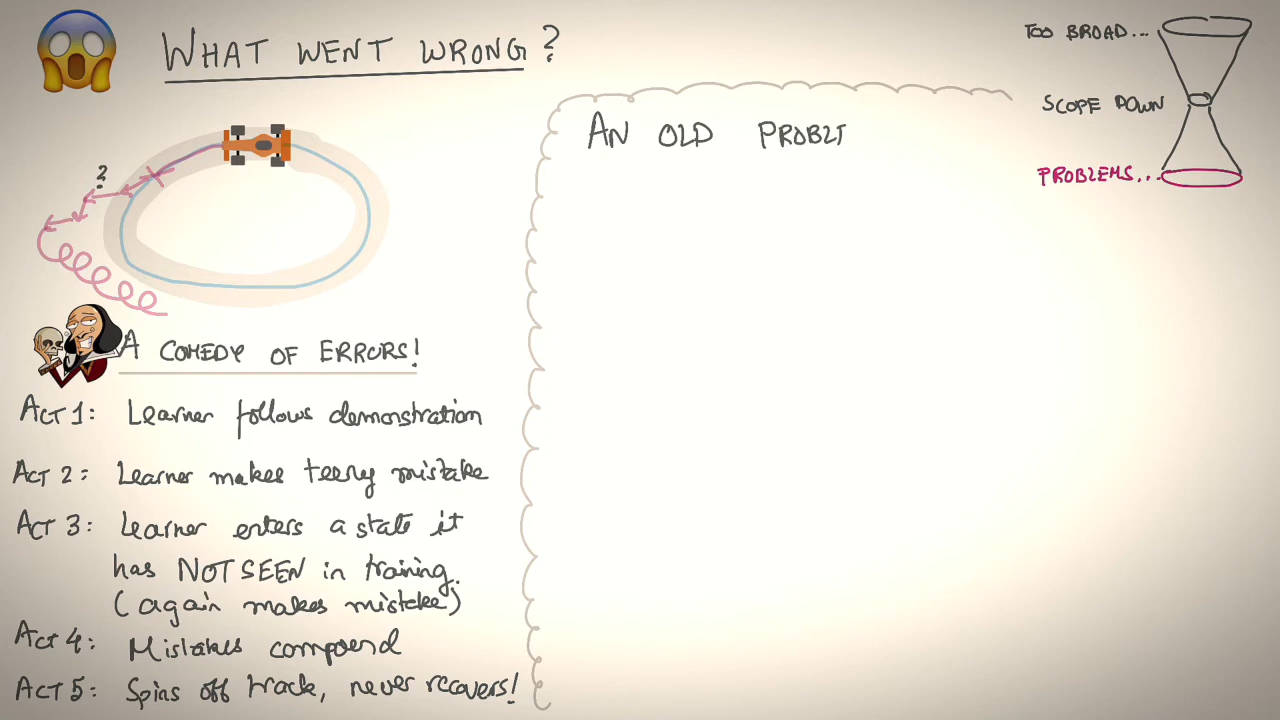 WHAT WENT WRONG?
TOO BROAD...
SCOPE DOWN
PROBLEMS...
?
A COMEDY OF ERRORS!
ACT 1: Learner follows demonstration
ACT 2: Learner makes teeny mistake
ACT 3: Learner enters a state it
has NOT SEEN in training.
(again makes mistake)
ACT 4: Mistakes compound
ACT 5: Spins off track, never recovers!
AN OLD